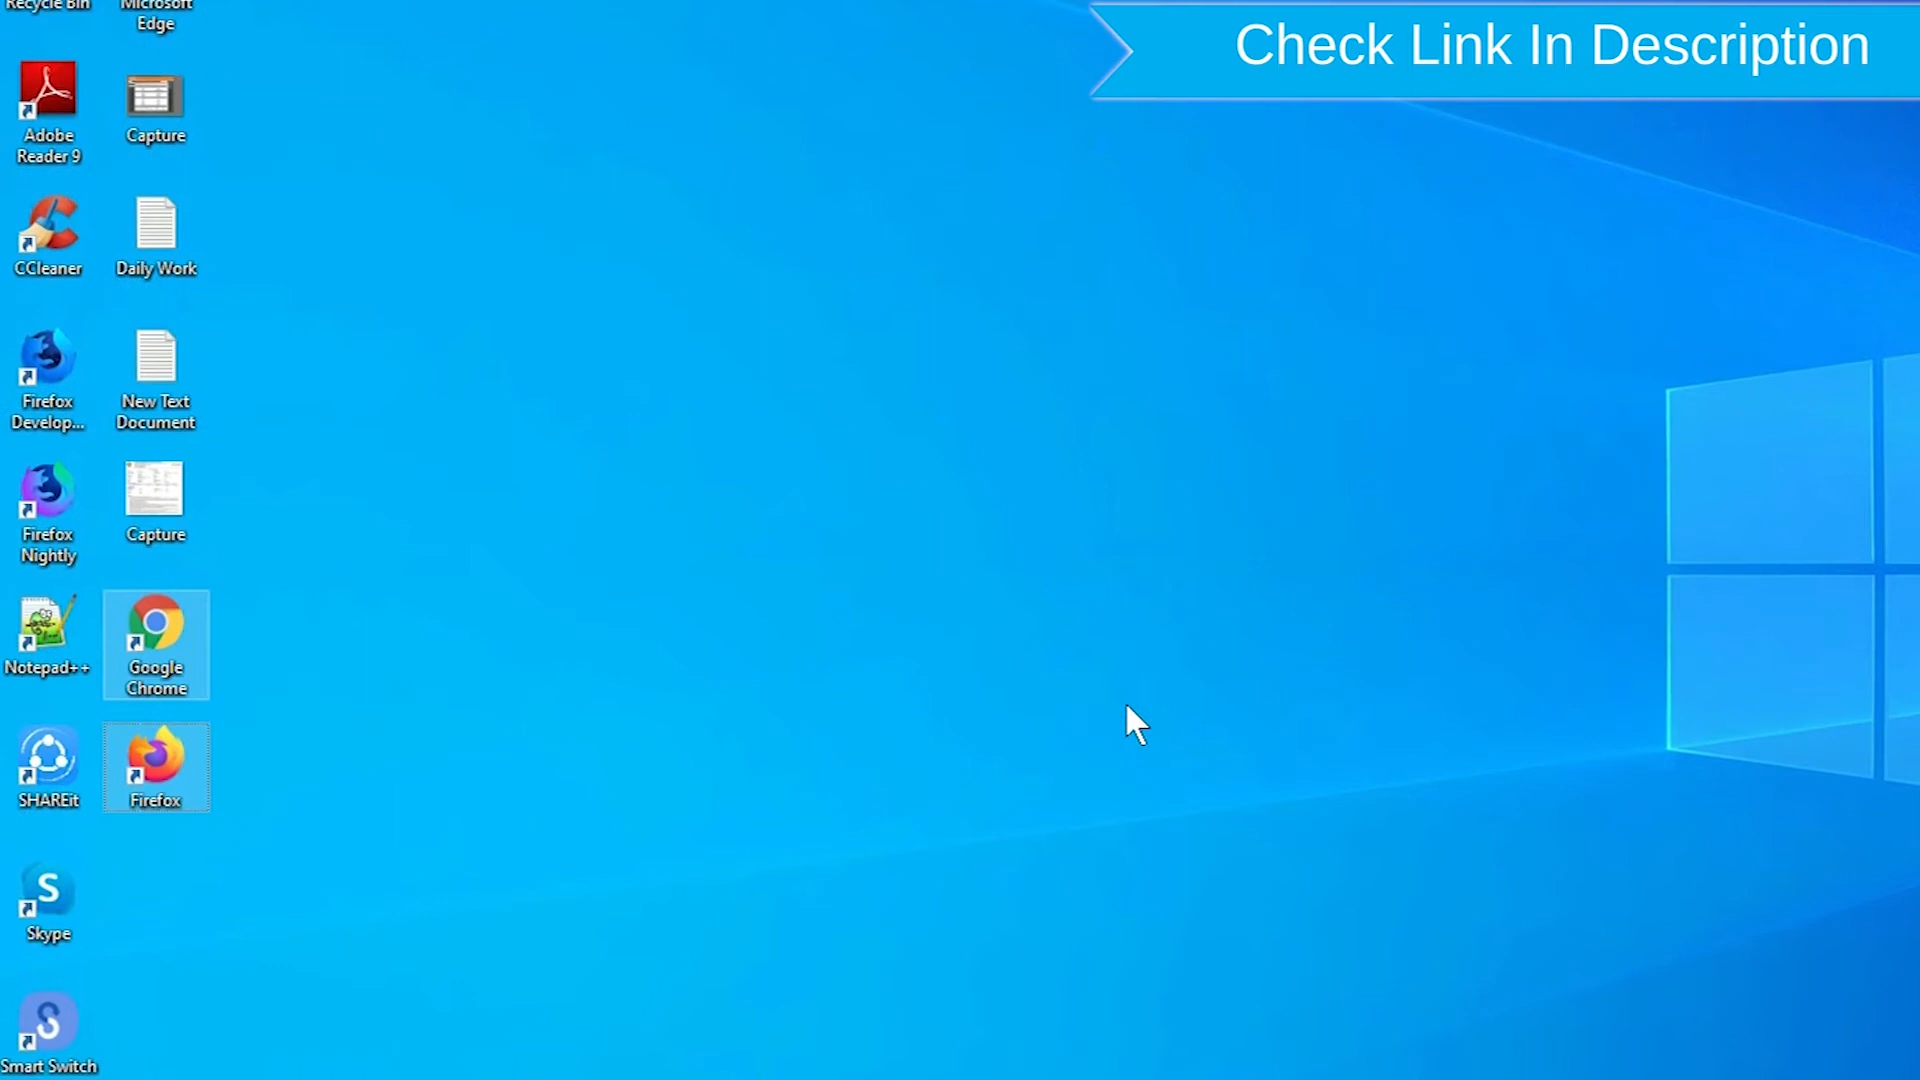 Recycle Bin
Microsoft
Edge
Check Link In Description
Adobe
Reader 9
Capture
CCleaner
Daily Work
Firefox
Develop...
New Text
Document
Firefox
Nightly
Capture
Notepad++
Google
Chrome
SHAREit
Firefox
Skype
Smart Switch